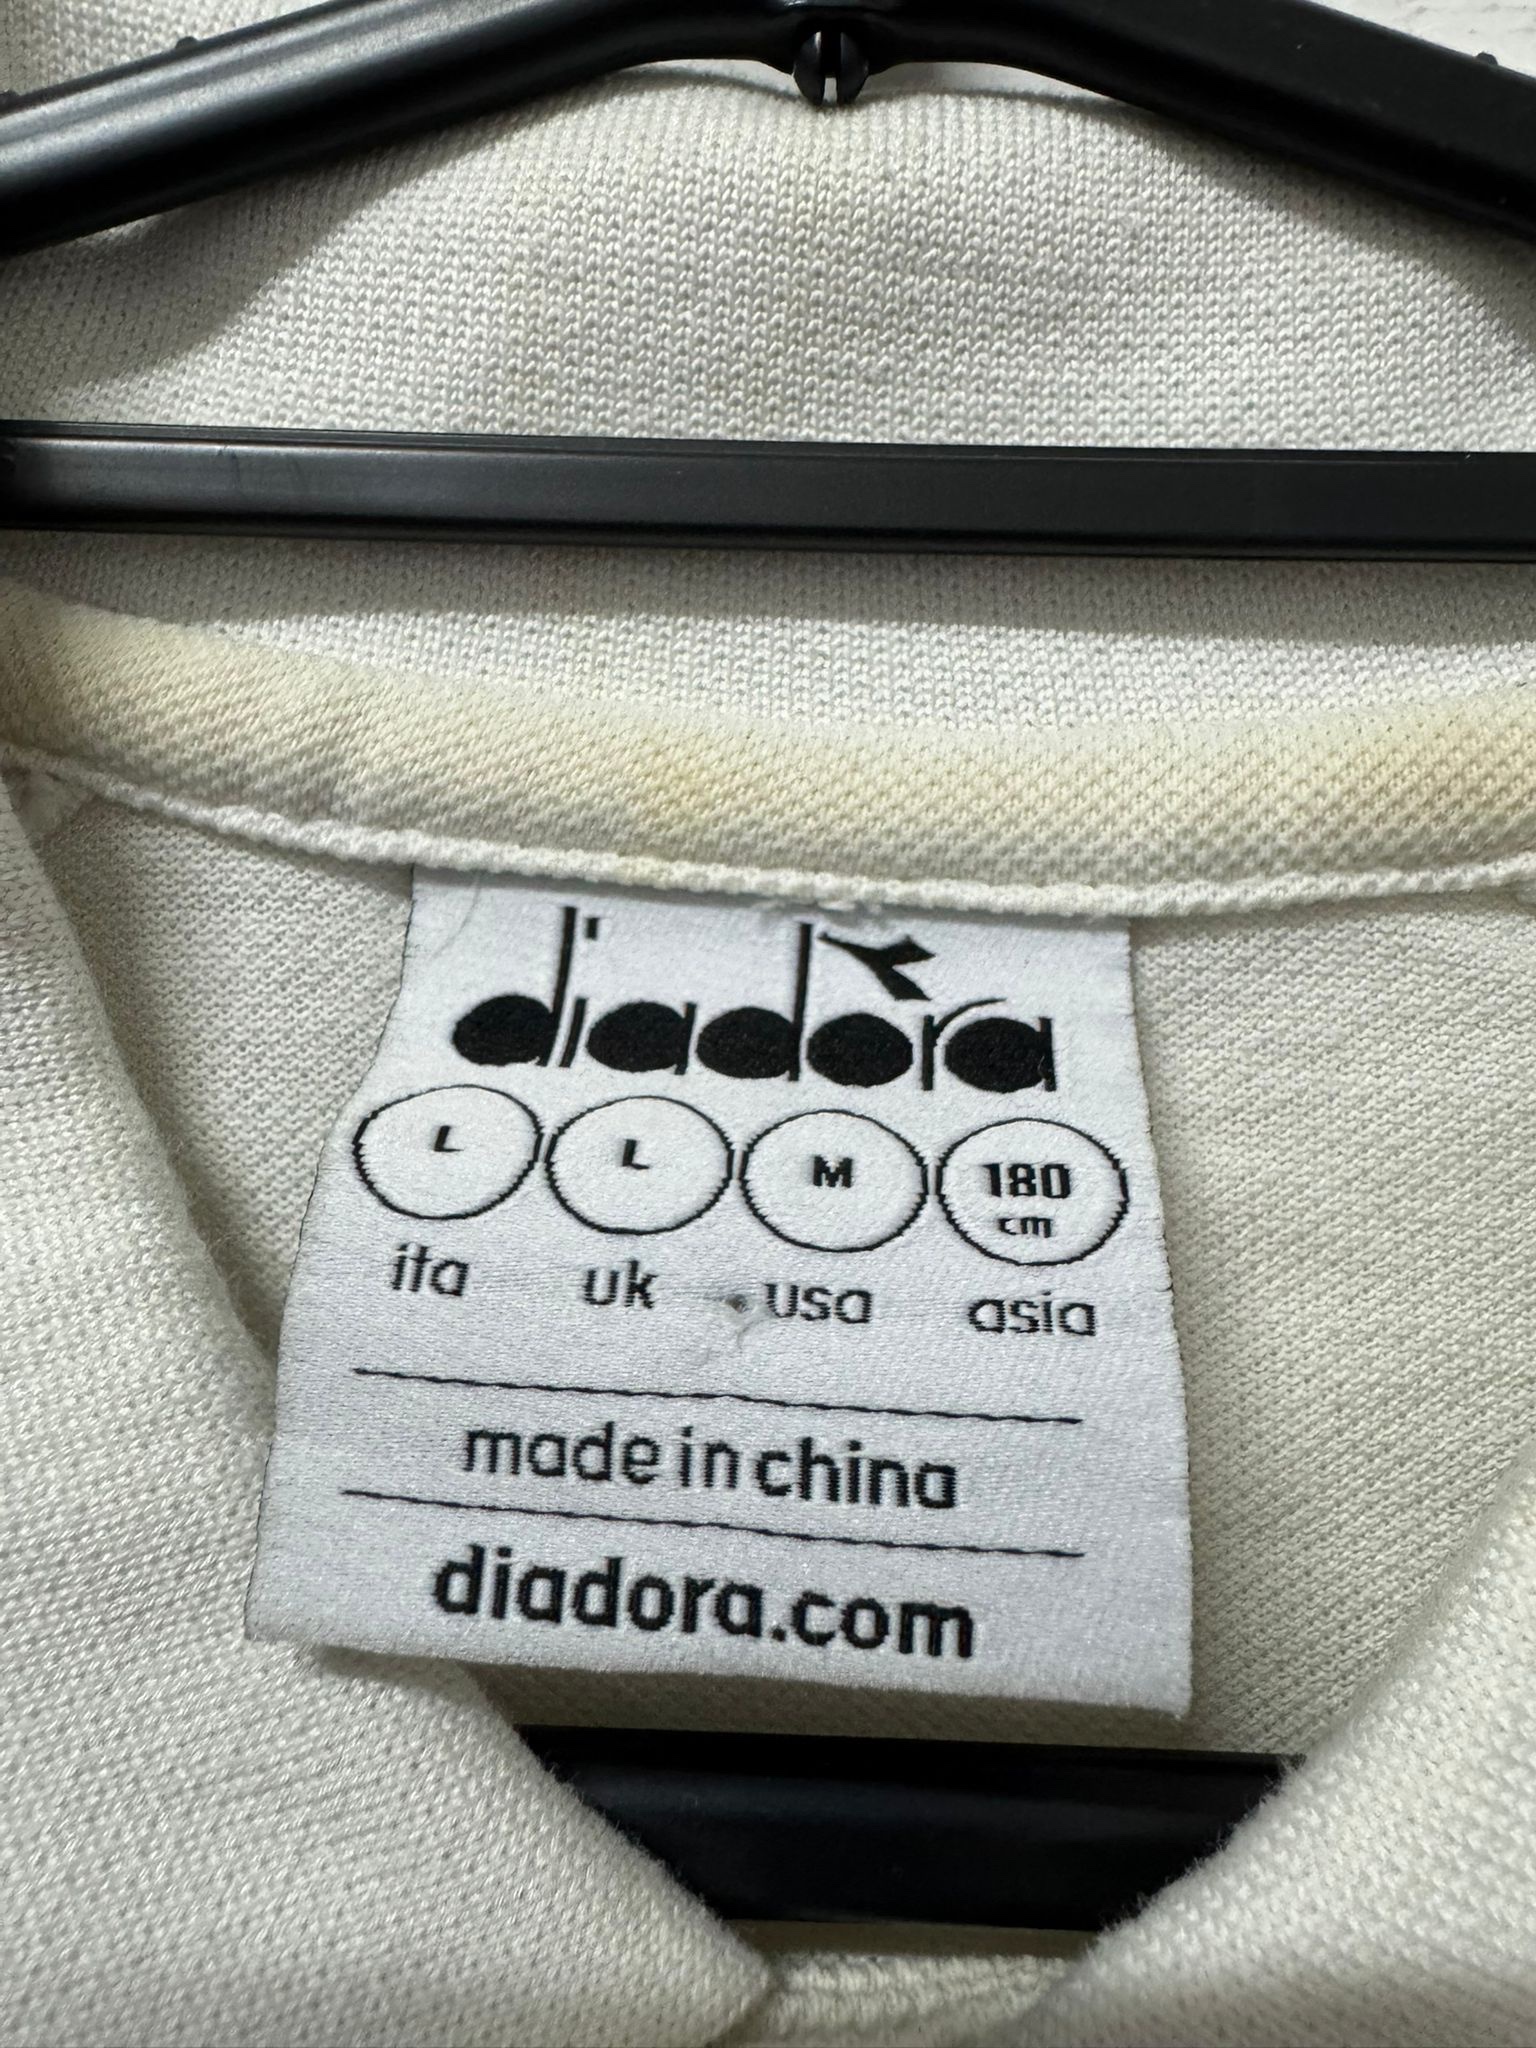 diadora
L L M 180 cm
ita uk usa asia
made in china
diadora.com